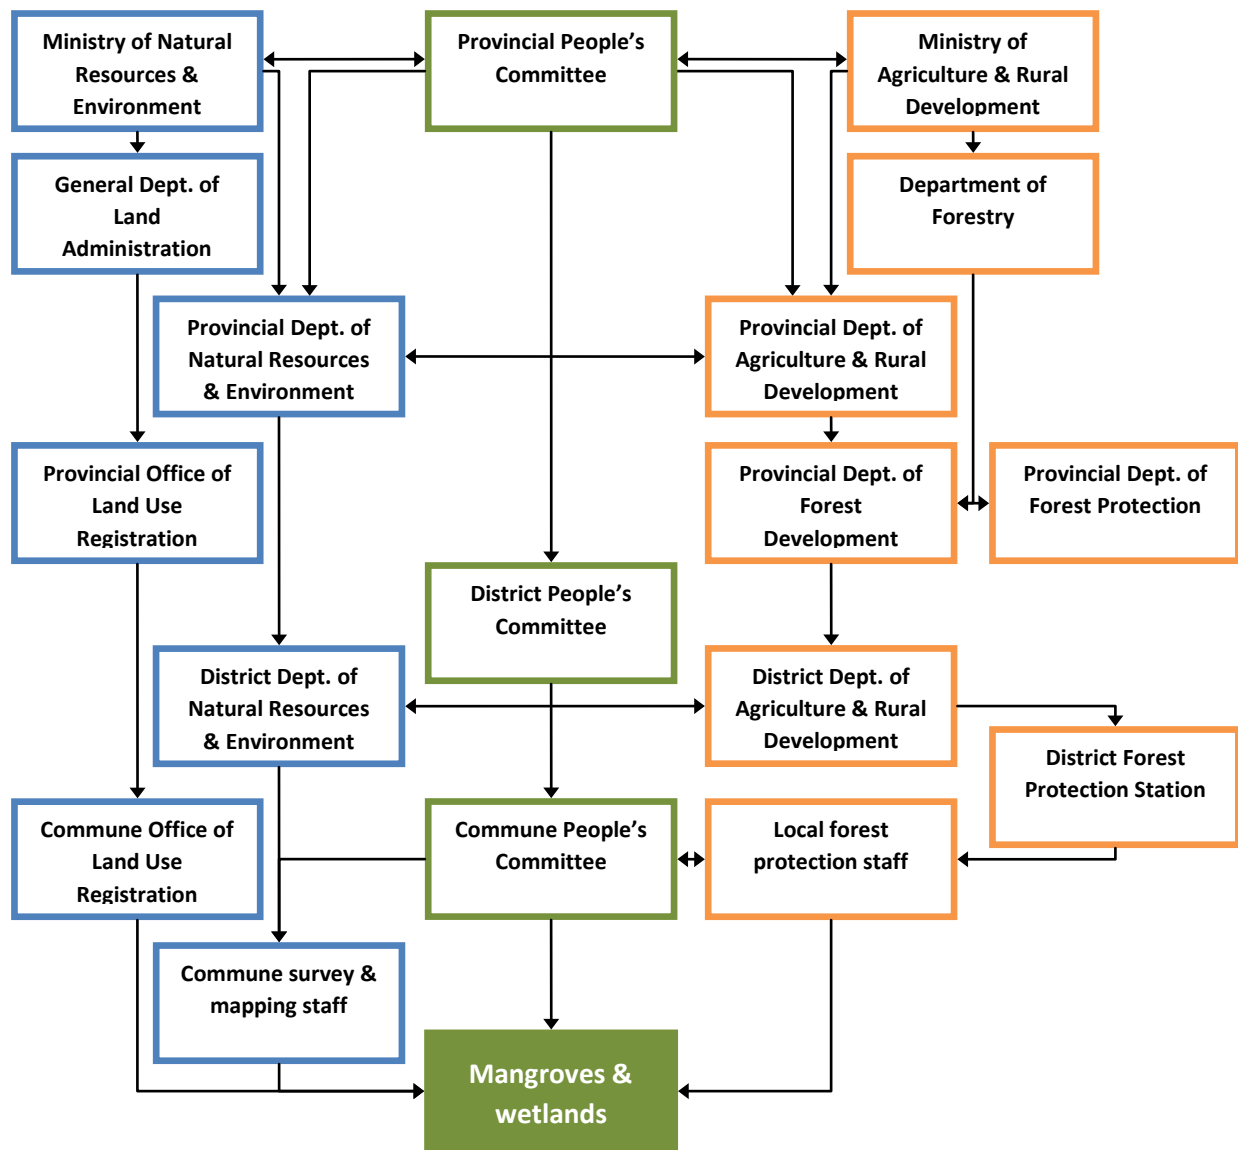 Ministry of Natural
Resources &
Environment
Provincial People’s
Committee
Ministry of
Agriculture & Rural
Development
General Dept. of
Land
Administration
Department of
Forestry
Provincial Dept. of
Natural Resources
& Environment
Provincial Dept. of
Agriculture & Rural
Development
Provincial Office of
Land Use
Registration
Provincial Dept. of
Forest
Development
Provincial Dept. of
Forest Protection
District People’s
Committee
District Dept. of
Natural Resources
& Environment
District Dept. of
Agriculture & Rural
Development
District Forest
Protection Station
Commune Office of
Land Use
Registration
Commune People’s
Committee
Local forest
protection staff
Commune survey &
mapping staff
Mangroves &
wetlands